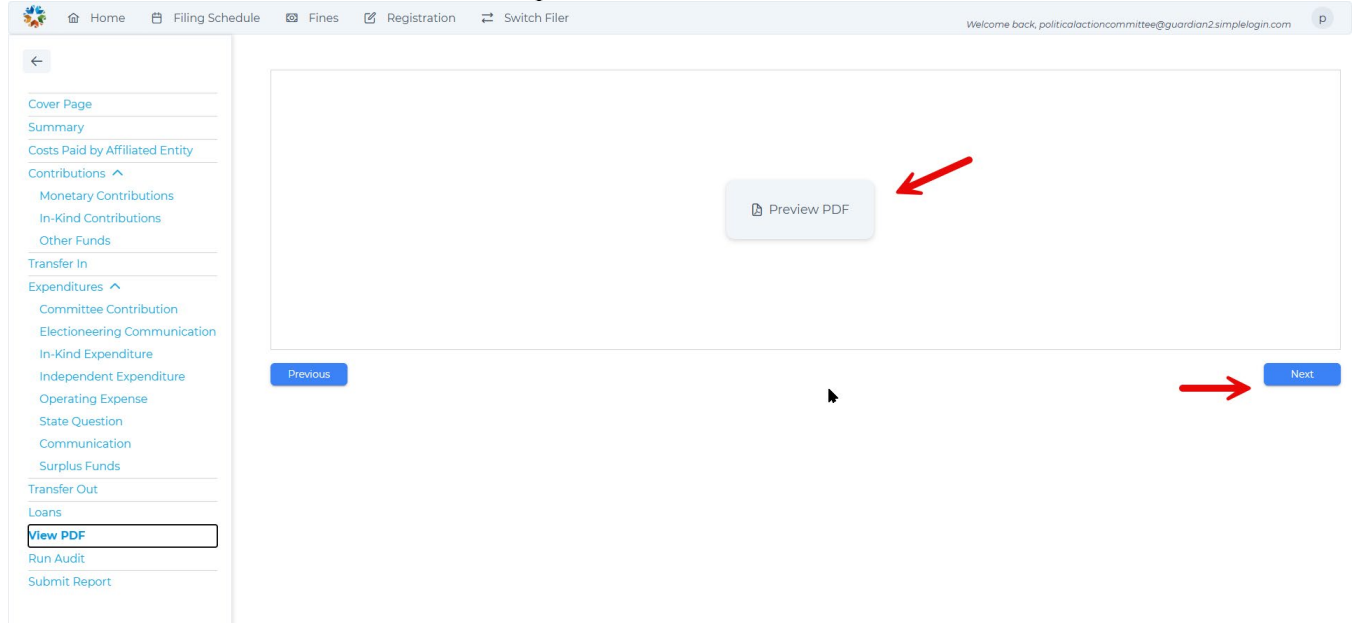 Home Filing Schedule Fines Registration Switch Filer
Welcome back, politicalactioncommittee@guardian2.simplelogin.com p
Cover Page
Summary
Costs Paid by Affiliated Entity
Contributions
Monetary Contributions
In-Kind Contributions
Other Funds
Transfer In
Expenditures
Committee Contribution
Electioneering Communication
In-Kind Expenditure
Independent Expenditure
Operating Expense
State Question
Communication
Surplus Funds
Transfer Out
Loans
View PDF
Run Audit
Submit Report
Preview PDF
Previous
Next